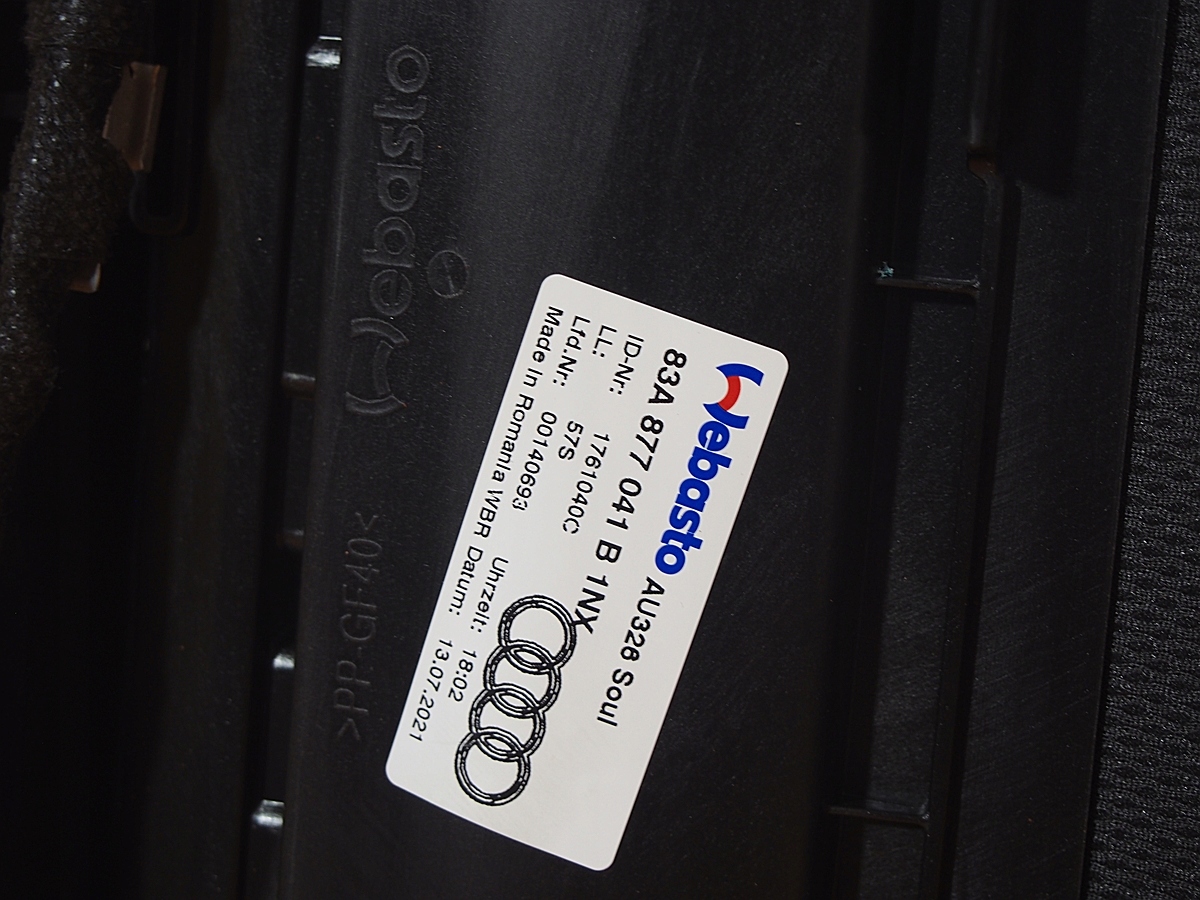 Webasto AU326 Soul
83A 877 041 B 1NX
ID-Nr: 1761040C
LL: 57S
Lfd.Nr: 00140693 Uhrzeit: 18:02
Made in Romania WBR Datum: 13.07.2021
Webasto
>PP-GF40<